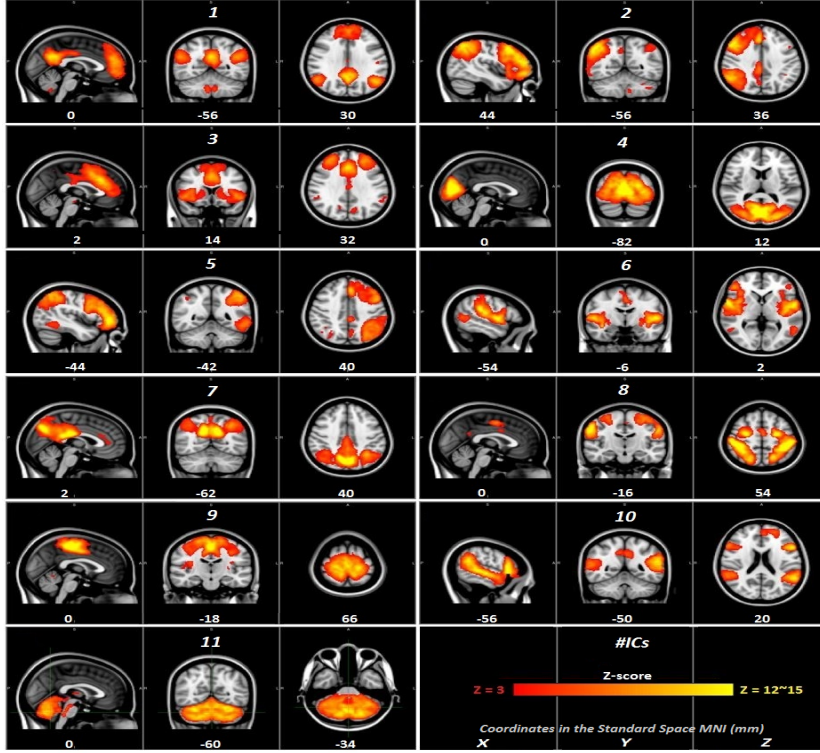 1
0 -56 30
2
44 -56 36
3
2 14 32
4
0 -82 12
5
-44 -42 40
6
-54 -6 2
7
2 -62 40
8
0 -16 54
9
0 -18 66
10
-56 -50 20
11
0 -60 -34
#ICs
Z-score
Z = 3 Z = 12~15
Coordinates in the Standard Space MNI (mm)
X Y Z